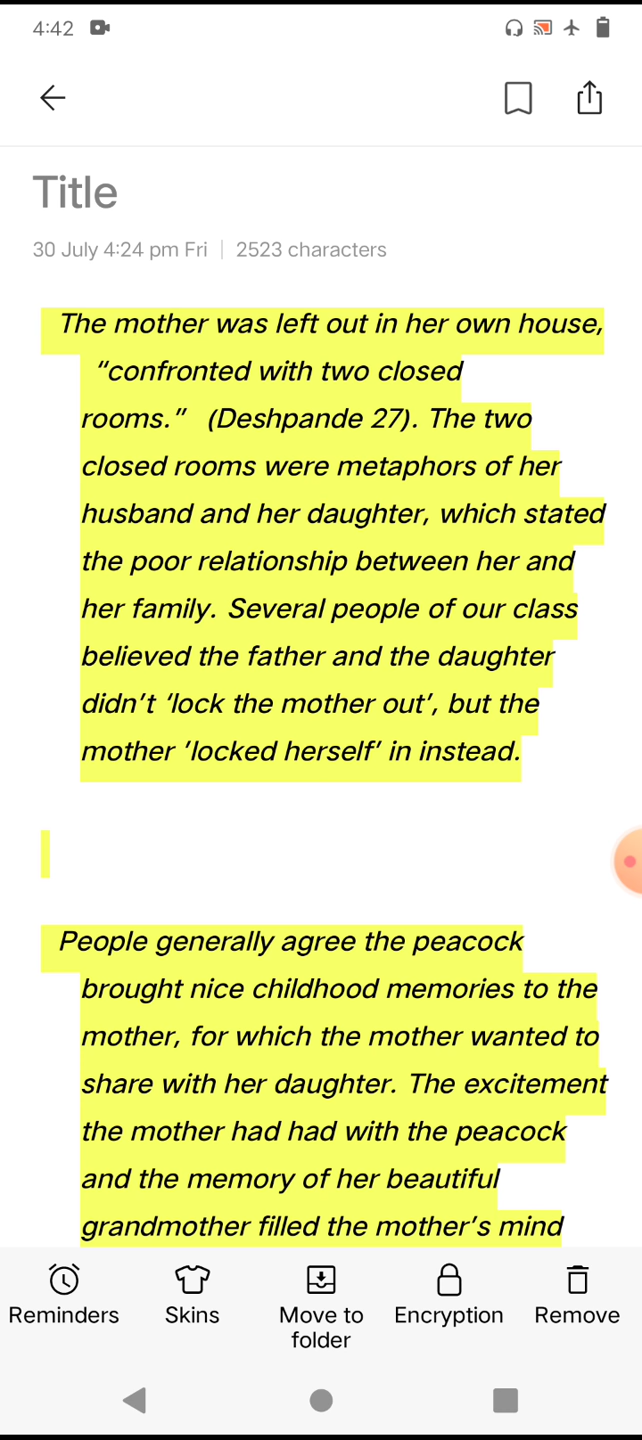 4:42
Title
30 July 4:24 pm Fri | 2523 characters
The mother was left out in her own house,
“confronted with two closed
rooms.” (Deshpande 27). The two
closed rooms were metaphors of her
husband and her daughter, which stated
the poor relationship between her and
her family. Several people of our class
believed the father and the daughter
didn’t ‘lock the mother out’, but the
mother ’locked herself’ in instead.
People generally agree the peacock
brought nice childhood memories to the
mother, for which the mother wanted to
share with her daughter. The excitement
the mother had had with the peacock
and the memory of her beautiful
grandmother filled the mother’s mind
Reminders Skins Move to Encryption Remove
folder